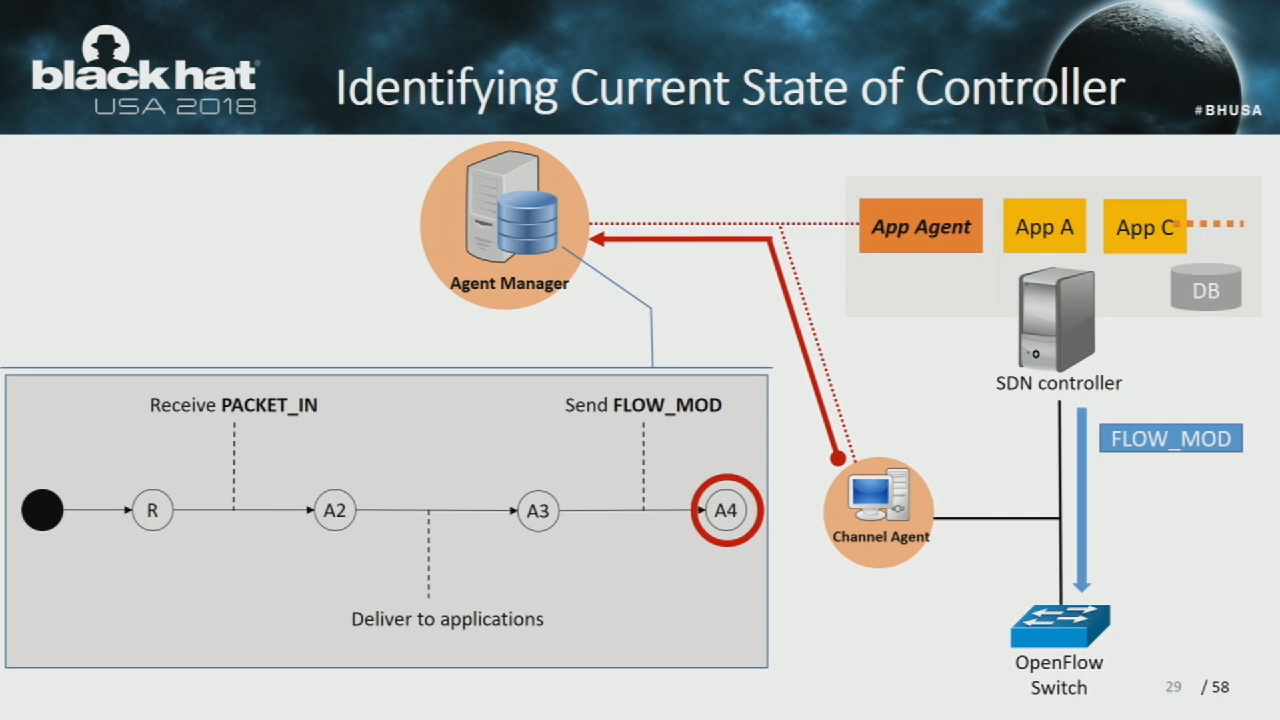 black hat
USA 2018
Identifying Current State of Controller
#BHUSA
Agent Manager
App Agent
App A
App C
DB
SDN controller
Receive PACKET_IN
Send FLOW_MOD
FLOW_MOD
R
A2
A3
A4
Channel Agent
Deliver to applications
OpenFlow
Switch
29 / 58